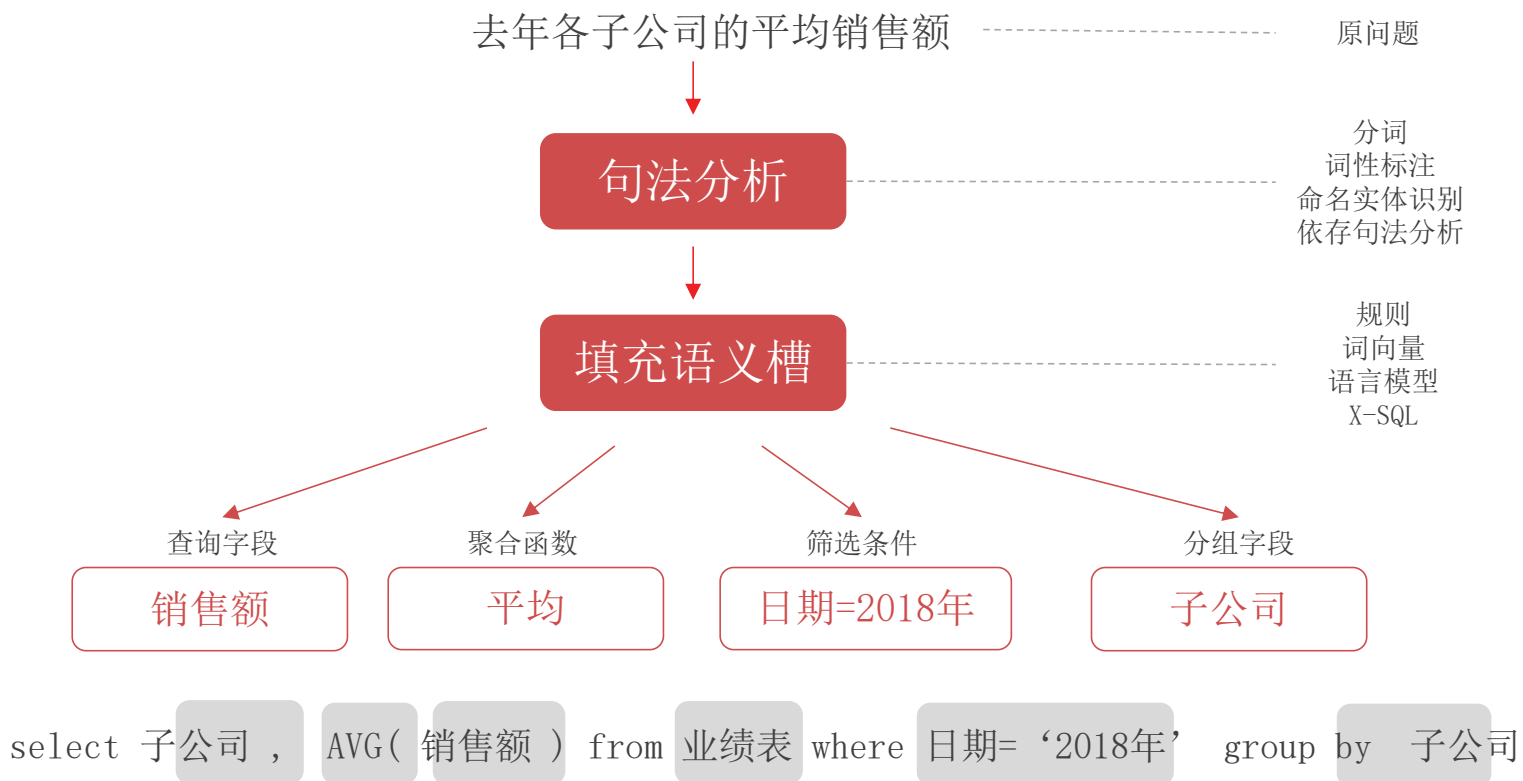 去年各子公司的平均销售额
原问题
句法分析
分词
词性标注
命名实体识别
依存句法分析
填充语义槽
规则
词向量
语言模型
X-SQL
查询字段
聚合函数
筛选条件
分组字段
销售额
平均
日期=2018年
子公司
select 子公司 , AVG( 销售额 ) from 业绩表 where 日期= ‘2018年’ group by 子公司